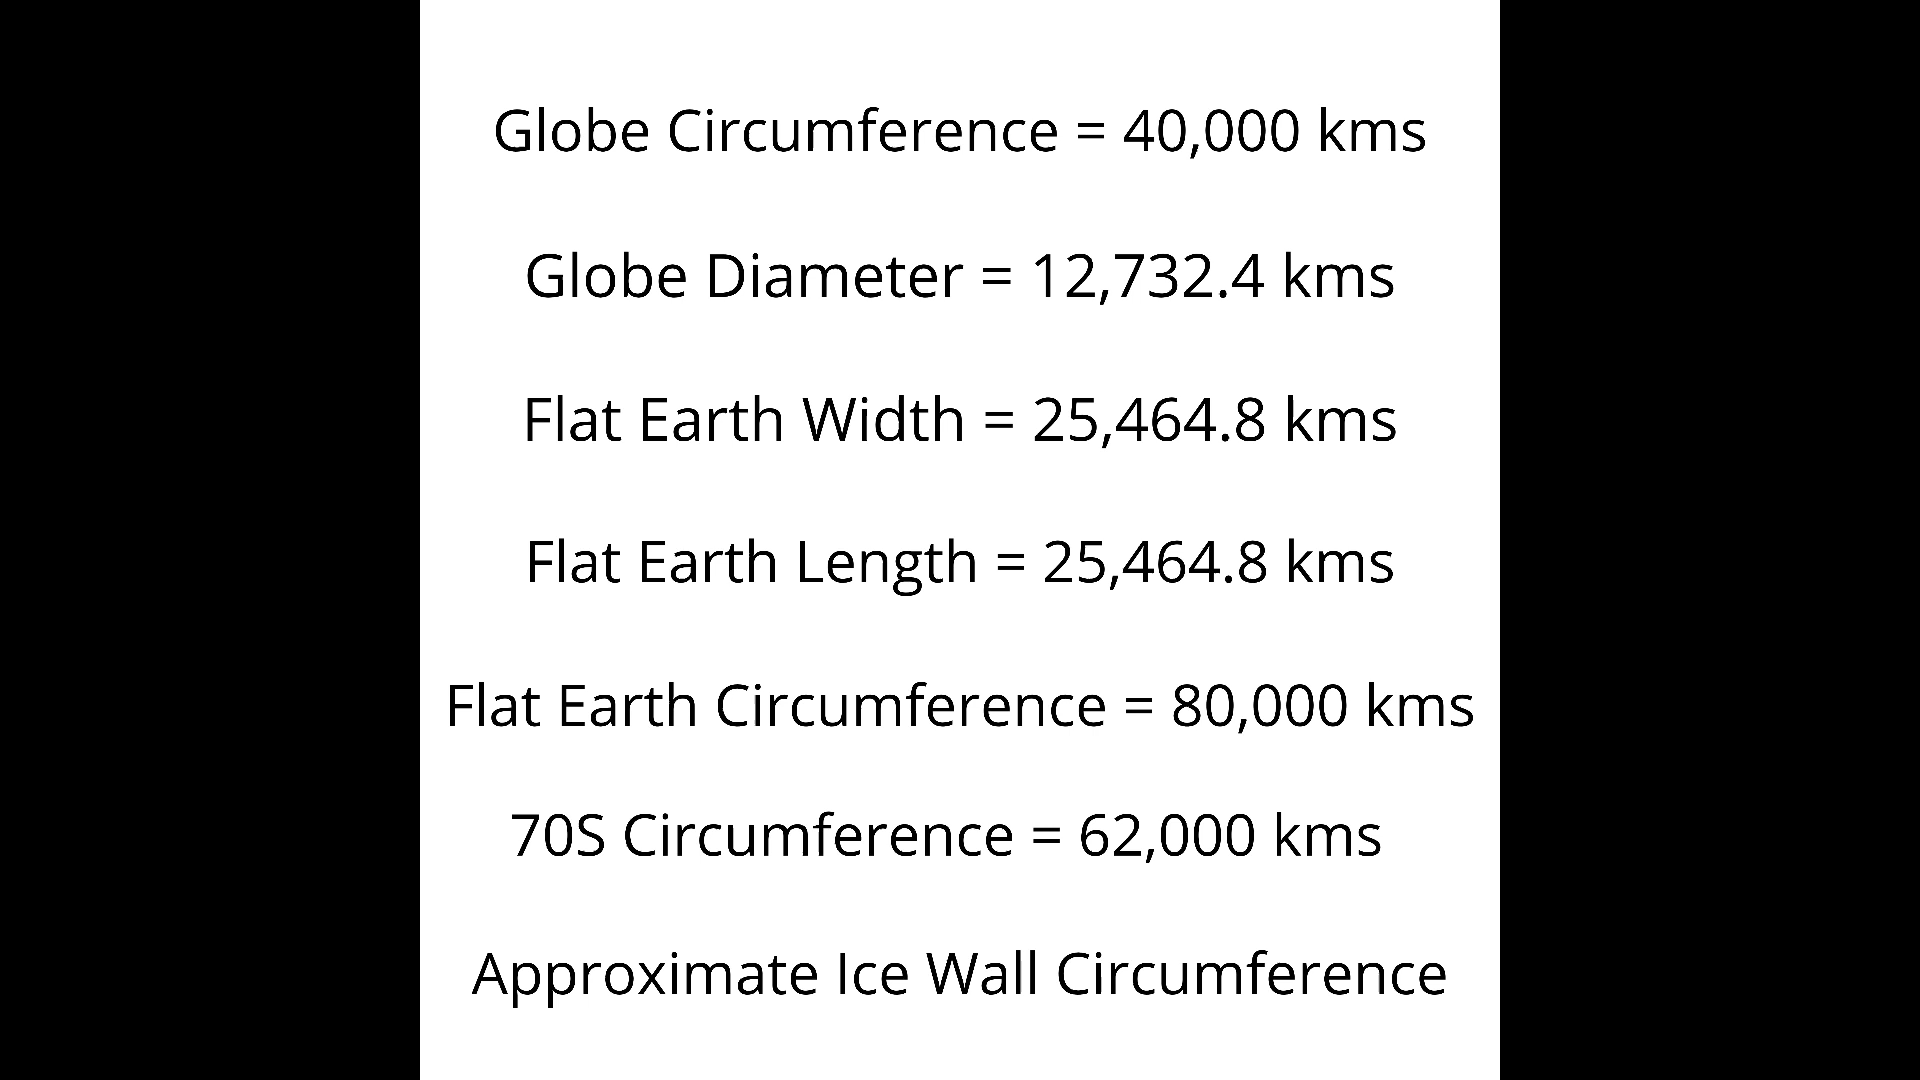 Globe Circumference = 40,000 kms
Globe Diameter = 12,732.4 kms
Flat Earth Width = 25,464.8 kms
Flat Earth Length = 25,464.8 kms
Flat Earth Circumference = 80,000 kms
70S Circumference = 62,000 kms
Approximate Ice Wall Circumference